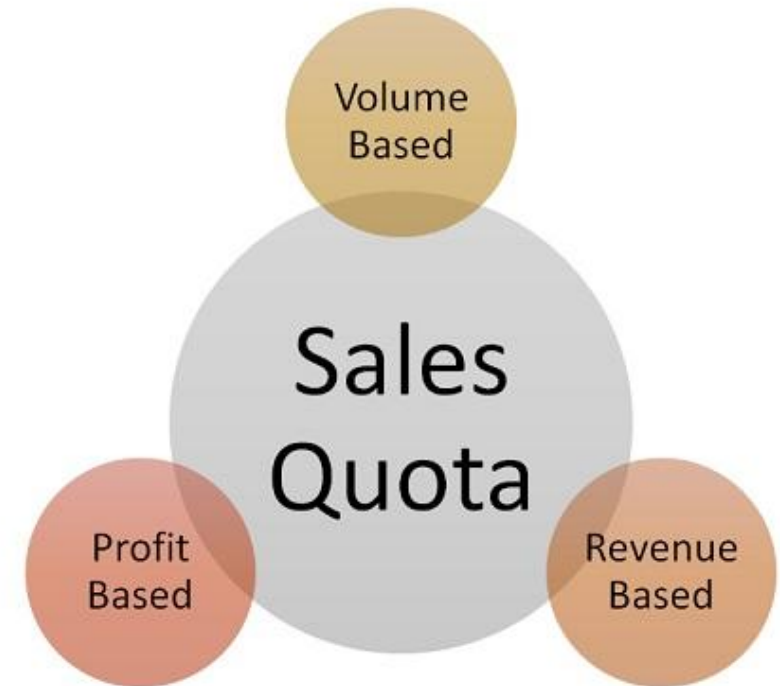 Volume
Based
Sales
Quota
Profit
Based
Revenue
Based